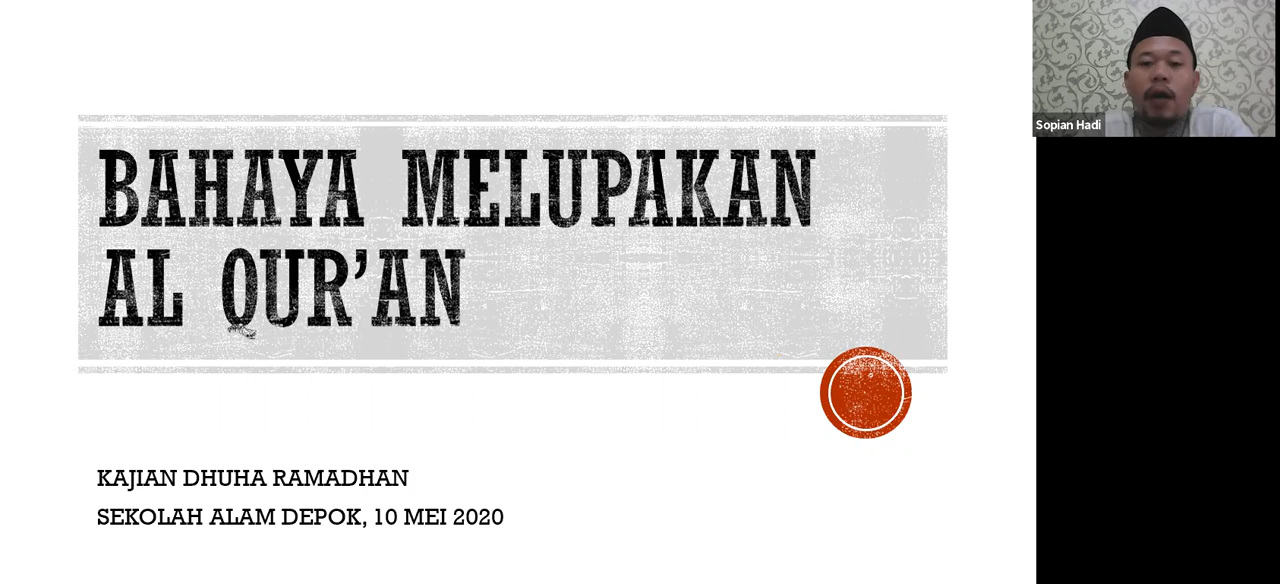 BAHAYA MELUPAKAN
AL QUR’AN
KAJIAN DHUHA RAMADHAN
SEKOLAH ALAM DEPOK, 10 MEI 2020
Sopian Hadi